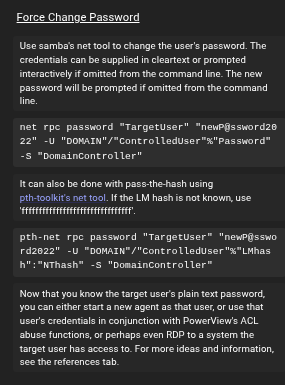 Force Change Password
Use samba's net tool to change the user's password. The
credentials can be supplied in cleartext or prompted
interactively if omitted from the command line. The new
password will be prompted if omitted from the command
line.
net rpc password "TargetUser" "newP@ssword20
22" -U "DOMAIN"/"ControlledUser"%"Password"
-S "DomainController"
It can also be done with pass-the-hash using
pth-toolkit's net tool. If the LM hash is not known, use
'ffffffffffffffffffffffffffffffff'.
pth-net rpc password "TargetUser" "newP@sswo
rd2022" -U "DOMAIN"/"ControlledUser"%"LMhas
h":"NThash" -S "DomainController"
Now that you know the target user's plain text password,
you can either start a new agent as that user, or use that
user's credentials in conjunction with PowerView's ACL
abuse functions, or perhaps even RDP to a system the
target user has access to. For more ideas and information,
see the references tab.